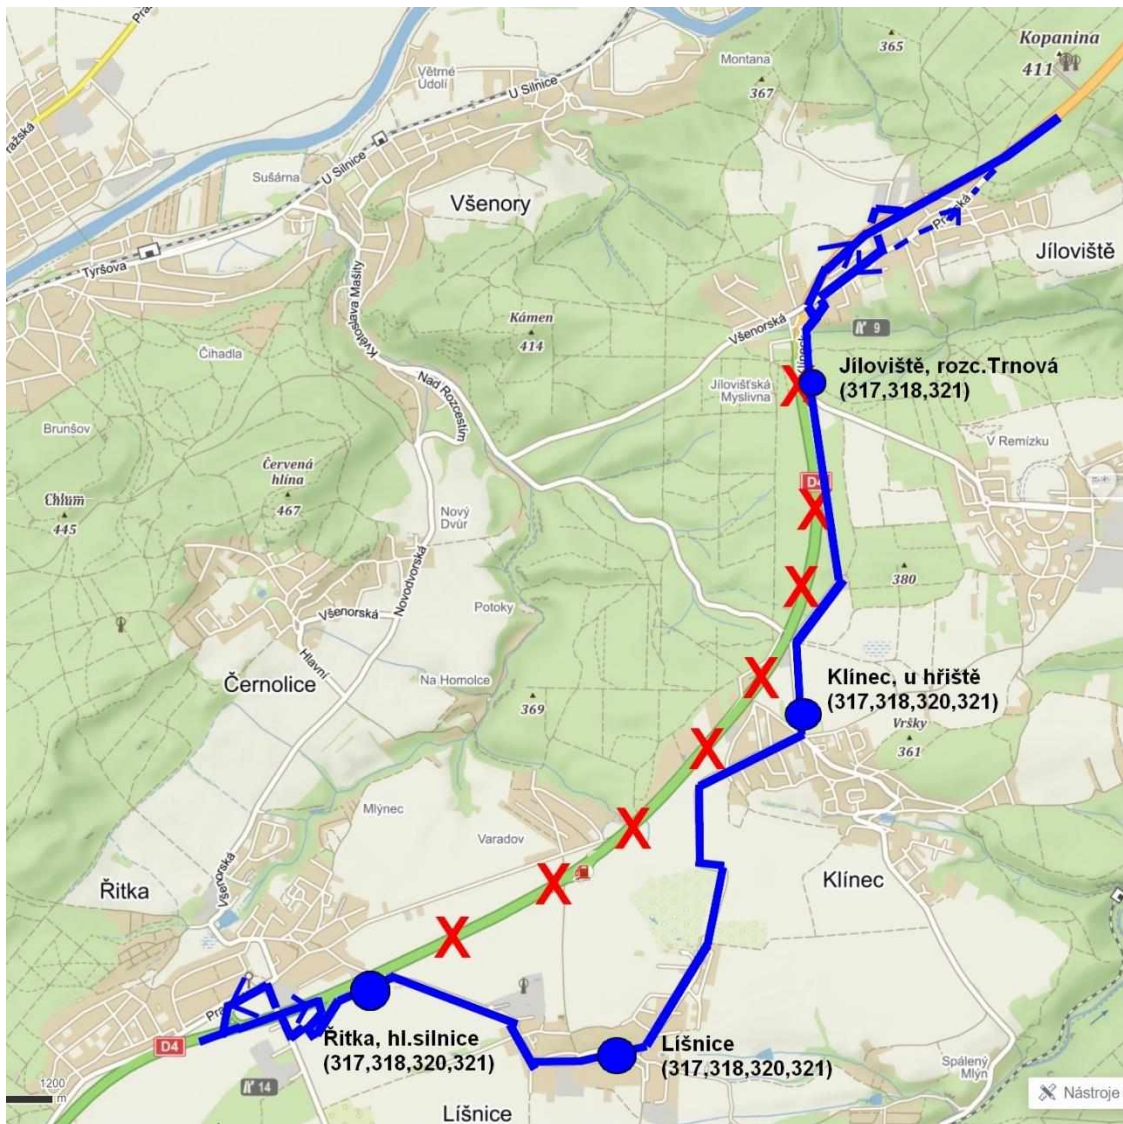 Kopanina
411
365
Montana
367
Větrné
Údolí
U Silnice
U Silnice
Sušárna
Všenory
Tyršova
Květoslava Mašity
Jíloviště
Kámen
414
Všenorská
9
Čihadla
Nad Rozcestím
Jílovišťská
Myslivna
Jíloviště, rozc.Trnová
(317,318,321)
Brunšov
V Remízku
Červená
hlína
467
Chlum
445
Nový
Dvůr
D4
380
Potoky
Novodvorská
Všenorská
Hlavní
Černolice
Na Homolce
369
Klínec, u hřiště
(317,318,320,321)
Vršky
361
Mlýnec
Varadov
Klínec
Řitka
Všenorská
D4
Řitka, hl.silnice
(317,318,320,321)
Líšnice
(317,318,320,321)
14
Spálený
Mlýn
1200
m
Líšnice
Nástroje